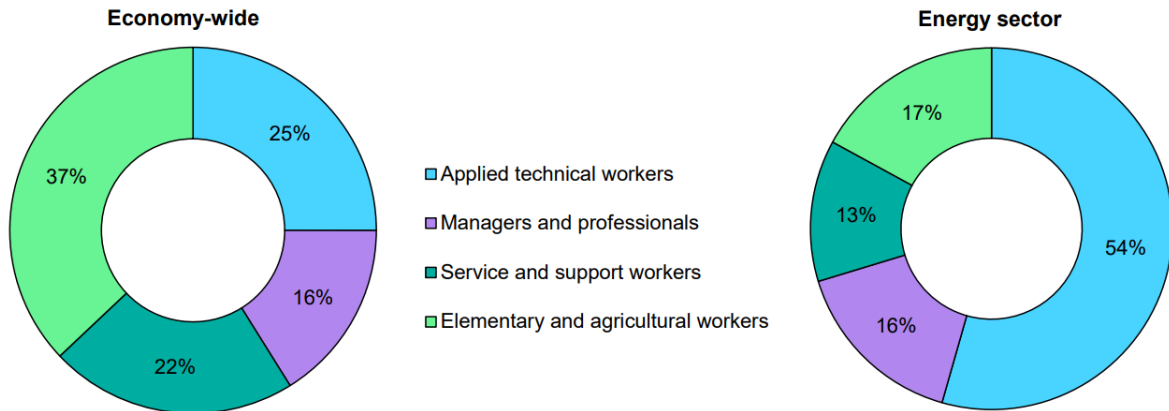 Economy-wide
25%
16%
22%
37%
Applied technical workers
Managers and professionals
Service and support workers
Elementary and agricultural workers
Energy sector
54%
16%
13%
17%